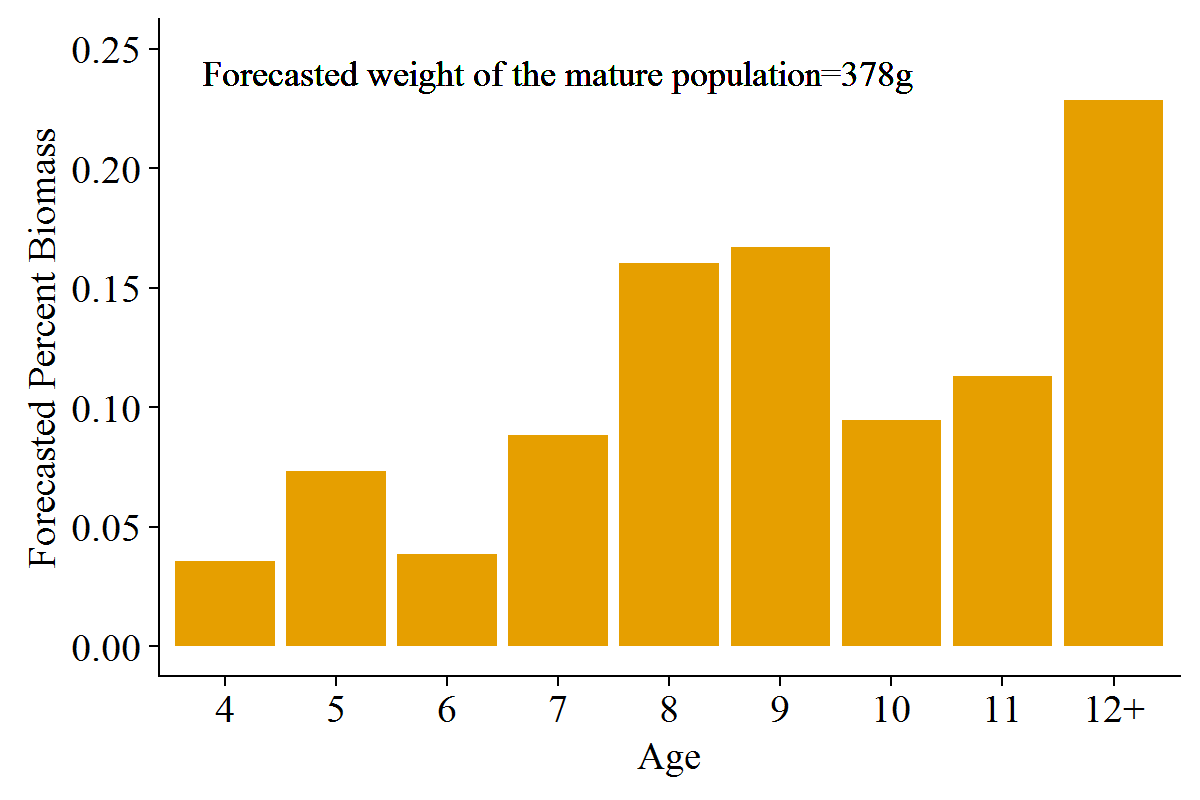 Forecasted weight of the mature population=378g
Forecasted Percent Biomass
0.25
0.20
0.15
0.10
0.05
0.00
4 5 6 7 8 9 10 11 12+
Age